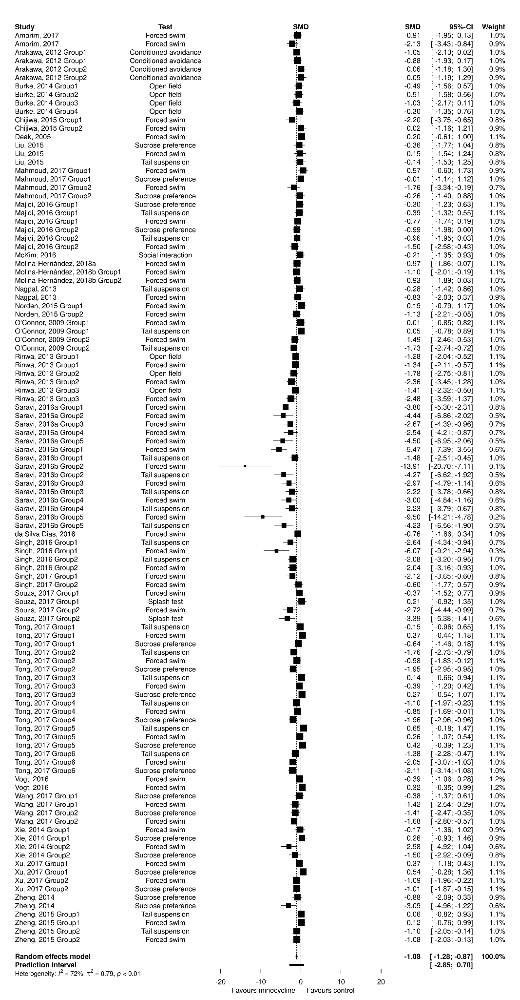 Study Test SMD SMD 95%-CI Weight
Amorim, 2017 Forced swim -0.91 [ -1.95; 0.13] 1.0%
Amorim, 2017 Forced swim -2.13 [ -3.43; -0.84] 0.9%
Arakawa, 2012 Group1 Conditioned avoidance -1.05 [ -2.13; 0.02] 1.0%
Arakawa, 2012 Group1 Conditioned avoidance -0.88 [ -1.93; 0.17] 1.0%
Arakawa, 2012 Group2 Conditioned avoidance 0.06 [ -1.18; 1.30] 0.9%
Arakawa, 2012 Group2 Conditioned avoidance 0.05 [ -1.19; 1.29] 0.9%
Burke, 2014 Group1 Open field -0.49 [ -1.56; 0.57] 1.0%
Burke, 2014 Group2 Open field -0.51 [ -1.58; 0.56] 1.0%
Burke, 2014 Group3 Open field -1.03 [ -2.17; 0.11] 1.0%
Burke, 2014 Group4 Open field -0.30 [ -1.35; 0.76] 1.0%
Chijiwa, 2015 Group1 Forced swim -2.20 [ -3.75; -0.65] 0.8%
Chijiwa, 2015 Group2 Forced swim 0.02 [ -1.16; 1.21] 0.9%
Deak, 2005 Forced swim 0.20 [ -0.61; 1.00] 1.1%
Liu, 2015 Sucrose preference -0.36 [ -1.77; 1.04] 0.8%
Liu, 2015 Forced swim -0.15 [ -1.54; 1.24] 0.8%
Liu, 2015 Tail suspension -0.14 [ -1.53; 1.25] 0.8%
Mahmoud, 2017 Group1 Forced swim 0.57 [ -0.60; 1.73] 0.9%
Mahmoud, 2017 Group1 Sucrose preference -0.01 [ -1.14; 1.12] 1.0%
Mahmoud, 2017 Group2 Forced swim -1.76 [ -3.34; -0.19] 0.7%
Mahmoud, 2017 Group2 Sucrose preference -0.26 [ -1.40; 0.88] 1.0%
Majidi, 2016 Group1 Sucrose preference -0.30 [ -1.23; 0.63] 1.1%
Majidi, 2016 Group1 Tail suspension -0.39 [ -1.32; 0.55] 1.1%
Majidi, 2016 Group1 Forced swim -0.77 [ -1.74; 0.19] 1.0%
Majidi, 2016 Group2 Sucrose preference -0.99 [ -1.98; 0.00] 1.0%
Majidi, 2016 Group2 Tail suspension -0.96 [ -1.95; 0.03] 1.0%
Majidi, 2016 Group2 Forced swim -1.50 [ -2.58; -0.43] 1.0%
McKim, 2016 Social interaction -0.21 [ -1.35; 0.93] 1.0%
Molina-Hernández, 2018a Forced swim -0.97 [ -1.86; -0.07] 1.1%
Molina-Hernández, 2018b Group1 Forced swim -1.10 [ -2.01; -0.19] 1.1%
Molina-Hernández, 2018b Group2 Forced swim -0.93 [ -1.89; 0.03] 1.0%
Nagpal, 2013 Tail suspension -0.28 [ -1.42; 0.86] 1.0%
Nagpal, 2013 Forced swim -0.83 [ -2.03; 0.37] 0.9%
Norden, 2015 Group1 Forced swim 0.19 [ -0.79; 1.17] 1.0%
Norden, 2015 Group2 Forced swim -1.13 [ -2.21; -0.05] 1.0%
O'Connor, 2009 Group1 Forced swim -0.01 [ -0.85; 0.82] 1.1%
O'Connor, 2009 Group1 Tail suspension 0.05 [ -0.78; 0.89] 1.1%
O'Connor, 2009 Group2 Forced swim -1.49 [ -2.46; -0.53] 1.0%
O'Connor, 2009 Group2 Tail suspension -1.73 [ -2.74; -0.72] 1.0%
Rinwa, 2013 Group1 Open field -1.28 [ -2.04; -0.52] 1.1%
Rinwa, 2013 Group1 Forced swim -1.34 [ -2.11; -0.57] 1.1%
Rinwa, 2013 Group2 Open field -1.78 [ -2.75; -0.81] 1.0%
Rinwa, 2013 Group2 Forced swim -2.36 [ -3.45; -1.28] 1.0%
Rinwa, 2013 Group3 Open field -1.41 [ -2.32; -0.50] 1.1%
Rinwa, 2013 Group3 Forced swim -2.48 [ -3.59; -1.37] 1.0%
Saravi, 2016a Group1 Forced swim -3.80 [ -5.30; -2.31] 0.8%
Saravi, 2016a Group2 Forced swim -4.44 [ -6.86; -2.02] 0.5%
Saravi, 2016a Group3 Forced swim -2.67 [ -4.39; -0.96] 0.7%
Saravi, 2016a Group4 Forced swim -2.54 [ -4.21; -0.87] 0.7%
Saravi, 2016a Group5 Forced swim -4.50 [ -6.95; -2.06] 0.5%
Saravi, 2016b Group1 Forced swim -5.47 [ -7.39; -3.55] 0.6%
Saravi, 2016b Group1 Tail suspension -1.48 [ -2.51; -0.45] 1.0%
Saravi, 2016b Group2 Forced swim -13.91 [-20.70; -7.11] 0.1%
Saravi, 2016b Group2 Tail suspension -4.27 [ -6.62; -1.92] 0.5%
Saravi, 2016b Group3 Forced swim -2.97 [ -4.79; -1.14] 0.6%
Saravi, 2016b Group3 Tail suspension -2.22 [ -3.78; -0.66] 0.8%
Saravi, 2016b Group4 Forced swim -3.00 [ -4.84; -1.16] 0.6%
Saravi, 2016b Group4 Tail suspension -2.23 [ -3.79; -0.67] 0.8%
Saravi, 2016b Group5 Forced swim -9.50 [-14.21; -4.78] 0.2%
Saravi, 2016b Group5 Tail suspension -4.23 [ -6.56; -1.90] 0.5%
da Silva Dias, 2016 Forced swim -0.76 [ -1.86; 0.34] 1.0%
Singh, 2016 Group1 Tail suspension -2.64 [ -4.34; -0.94] 0.7%
Singh, 2016 Group1 Forced swim -6.07 [ -9.21; -2.94] 0.3%
Singh, 2016 Group2 Tail suspension -2.08 [ -3.20; -0.95] 1.0%
Singh, 2016 Group2 Forced swim -2.04 [ -3.16; -0.93] 1.0%
Singh, 2017 Group1 Forced swim -2.12 [ -3.65; -0.60] 0.8%
Singh, 2017 Group2 Forced swim -0.60 [ -1.77; 0.57] 0.9%
Souza, 2017 Group1 Forced swim -0.37 [ -1.52; 0.77] 0.9%
Souza, 2017 Group1 Splash test 0.21 [ -0.92; 1.35] 1.0%
Souza, 2017 Group2 Forced swim -2.72 [ -4.44; -0.99] 0.7%
Souza, 2017 Group2 Splash test -3.39 [ -5.38; -1.41] 0.6%
Tong, 2017 Group1 Tail suspension -0.15 [ -0.96; 0.65] 1.1%
Tong, 2017 Group1 Forced swim 0.37 [ -0.44; 1.18] 1.1%
Tong, 2017 Group1 Sucrose preference -0.64 [ -1.46; 0.18] 1.1%
Tong, 2017 Group2 Tail suspension -1.76 [ -2.73; -0.79] 1.0%
Tong, 2017 Group2 Forced swim -0.98 [ -1.83; -0.12] 1.1%
Tong, 2017 Group2 Sucrose preference -1.95 [ -2.95; -0.95] 1.0%
Tong, 2017 Group3 Tail suspension 0.14 [ -0.66; 0.94] 1.1%
Tong, 2017 Group3 Forced swim -0.39 [ -1.20; 0.42] 1.1%
Tong, 2017 Group3 Sucrose preference 0.27 [ -0.54; 1.07] 1.1%
Tong, 2017 Group4 Tail suspension -1.10 [ -1.97; -0.23] 1.1%
Tong, 2017 Group4 Forced swim -0.85 [ -1.69; -0.01] 1.1%
Tong, 2017 Group4 Sucrose preference -1.96 [ -2.96; -0.96] 1.0%
Tong, 2017 Group5 Tail suspension 0.65 [ -0.18; 1.47] 1.1%
Tong, 2017 Group5 Forced swim -0.26 [ -1.07; 0.54] 1.1%
Tong, 2017 Group5 Sucrose preference 0.42 [ -0.39; 1.23] 1.1%
Tong, 2017 Group6 Tail suspension -1.38 [ -2.28; -0.47] 1.1%
Tong, 2017 Group6 Forced swim -2.05 [ -3.07; -1.03] 1.0%
Tong, 2017 Group6 Sucrose preference -2.11 [ -3.14; -1.08] 1.0%
Vogt, 2016 Forced swim -0.39 [ -1.06; 0.28] 1.2%
Vogt, 2016 Forced swim 0.32 [ -0.35; 0.99] 1.2%
Wang, 2017 Group1 Sucrose preference -0.38 [ -1.37; 0.61] 1.0%
Wang, 2017 Group1 Forced swim -1.42 [ -2.54; -0.29] 1.0%
Wang, 2017 Group2 Sucrose preference -1.41 [ -2.47; -0.35] 1.0%
Wang, 2017 Group2 Forced swim -1.68 [ -2.80; -0.57] 1.0%
Xie, 2014 Group1 Forced swim -0.17 [ -1.36; 1.02] 0.9%
Xie, 2014 Group1 Sucrose preference 0.26 [ -0.93; 1.46] 0.9%
Xie, 2014 Group2 Forced swim -2.98 [ -4.92; -1.04] 0.6%
Xie, 2014 Group2 Sucrose preference -1.50 [ -2.92; -0.09] 0.8%
Xu, 2017 Group1 Forced swim -0.37 [ -1.18; 0.43] 1.1%
Xu, 2017 Group1 Sucrose preference 0.54 [ -0.28; 1.36] 1.1%
Xu, 2017 Group2 Forced swim -1.09 [ -1.96; -0.22] 1.1%
Xu, 2017 Group2 Sucrose preference -1.01 [ -1.87; -0.15] 1.1%
Zheng, 2014 Sucrose preference -0.88 [ -2.09; 0.33] 0.9%
Zheng, 2014 Sucrose preference -3.09 [ -4.96; -1.22] 0.6%
Zheng, 2015 Group1 Tail suspension 0.06 [ -0.82; 0.93] 1.1%
Zheng, 2015 Group1 Forced swim 0.12 [ -0.76; 0.99] 1.1%
Zheng, 2015 Group2 Tail suspension -1.10 [ -2.05; -0.14] 1.0%
Zheng, 2015 Group2 Forced swim -1.08 [ -2.03; -0.13] 1.0%
Random effects model -1.08 [ -1.28; -0.87] 100.0%
Prediction interval [ -2.85; 0.70]
Heterogeneity: I² = 72%, τ² = 0.79, p < 0.01
-20 -10 0 10 20
Favours minocycline Favours control